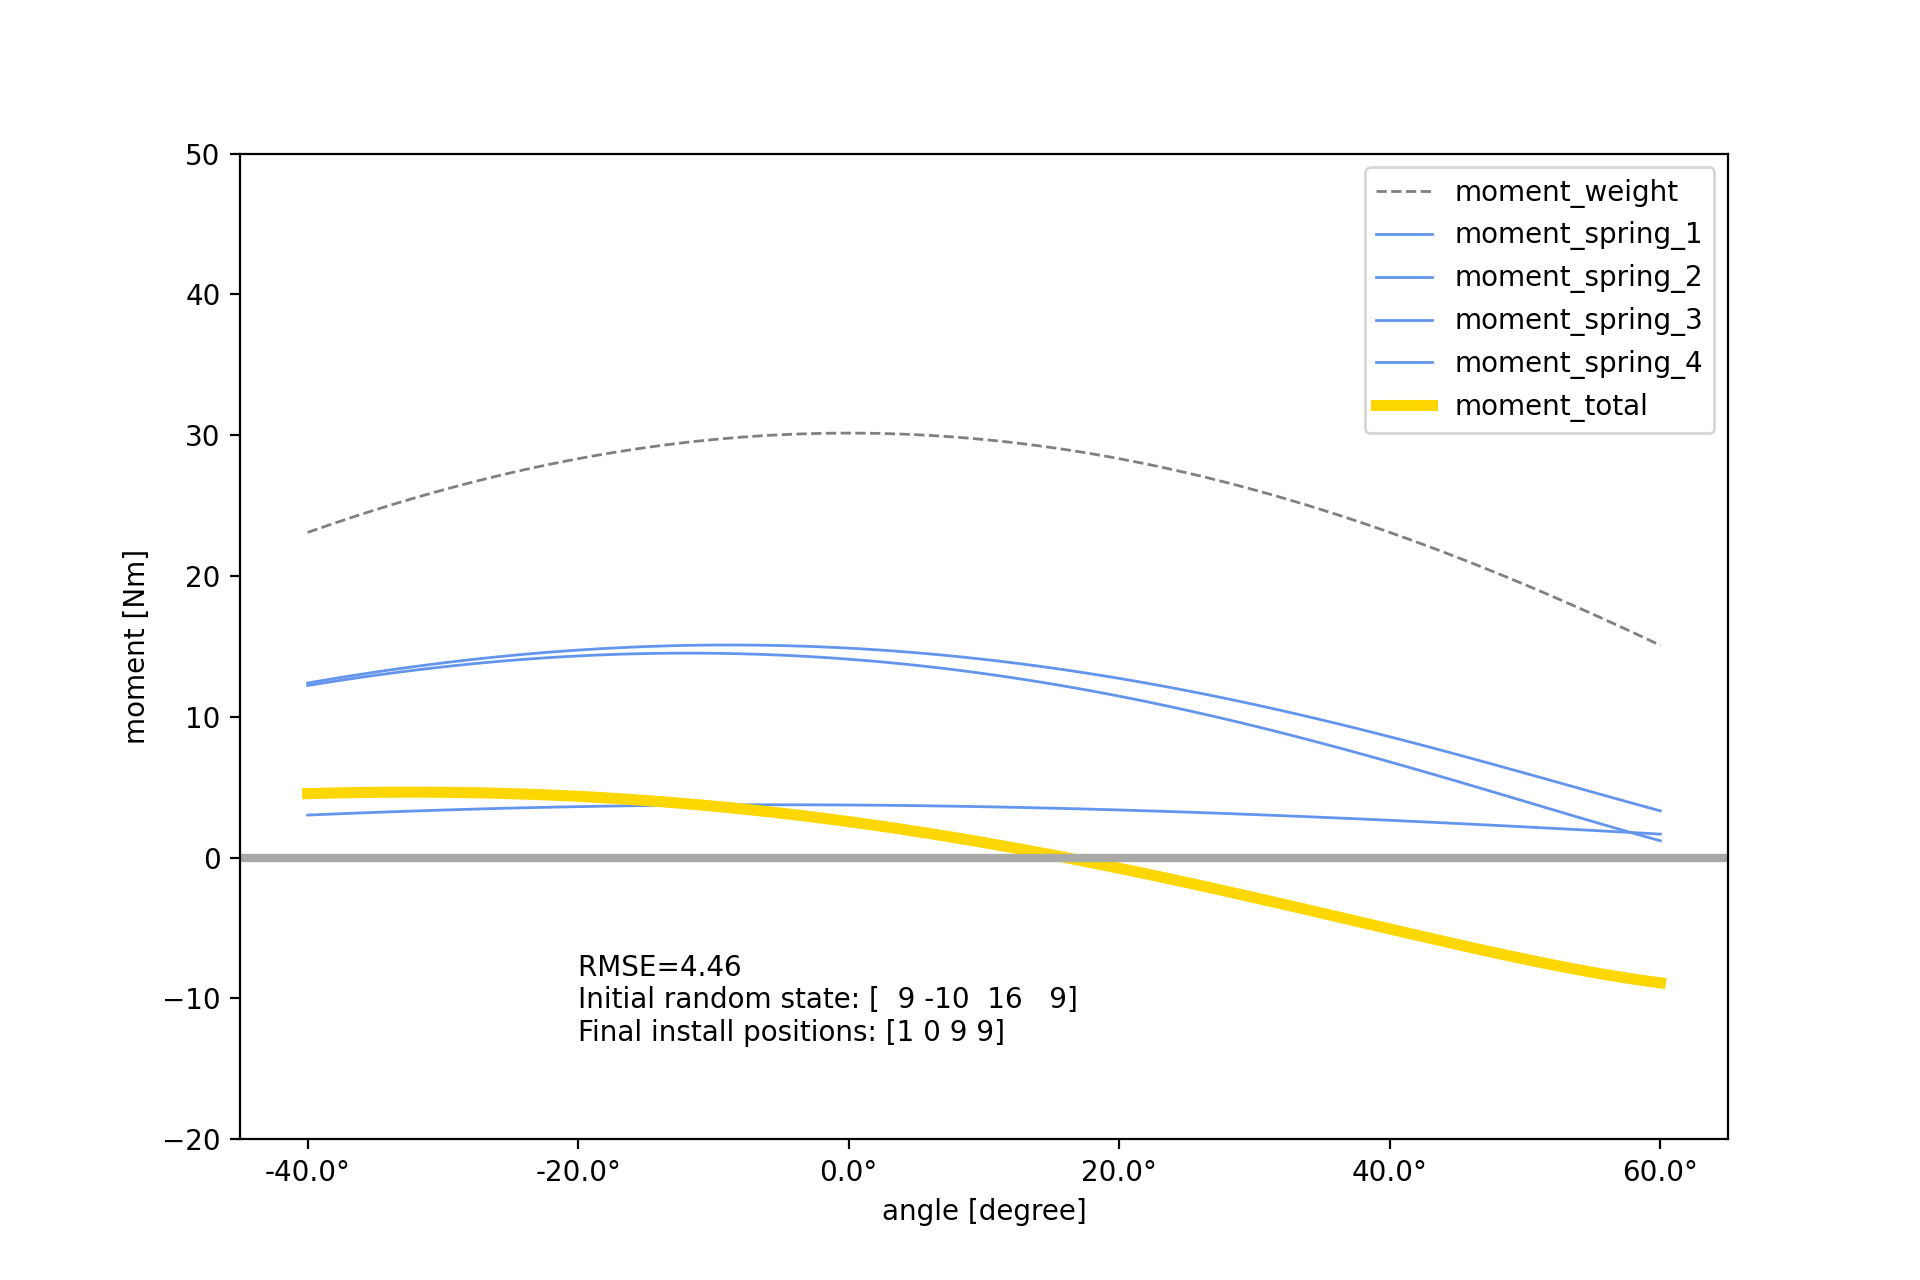 50
40
30
20
10
0
−10
−20
moment [Nm]
moment_weight
moment_spring_1
moment_spring_2
moment_spring_3
moment_spring_4
moment_total
RMSE=4.46
Initial random state: [  9 -10  16   9]
Final install positions: [1 0 9 9]
-40.0° -20.0° 0.0° 20.0° 40.0° 60.0°
angle [degree]